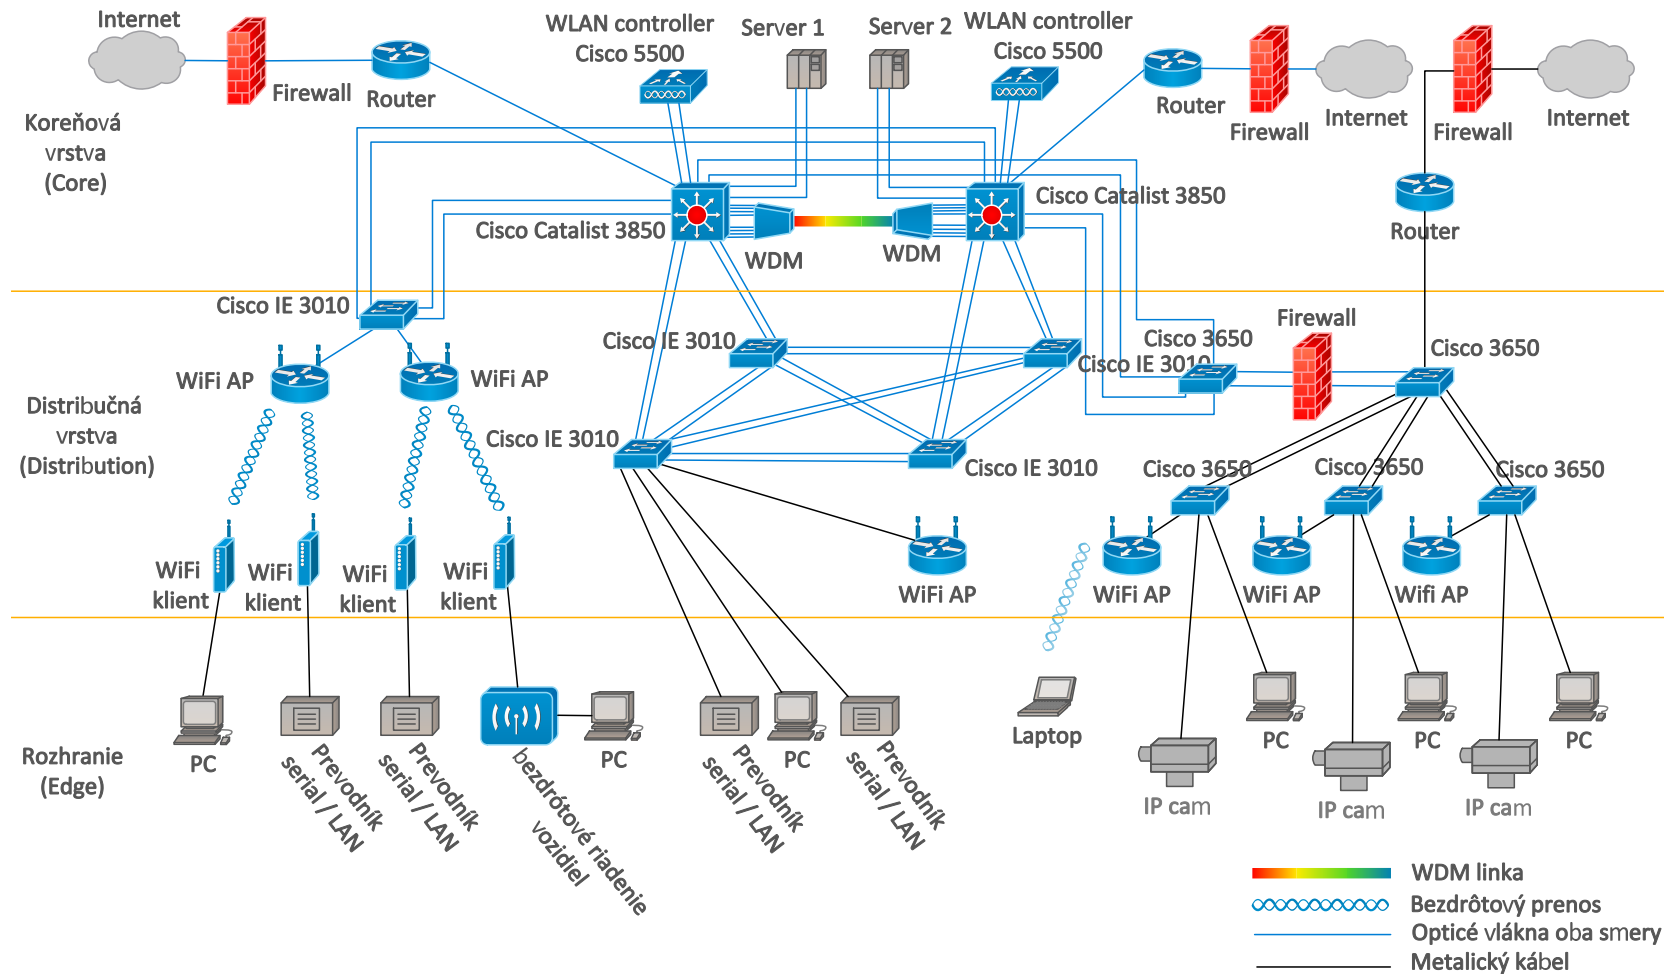 Internet
Firewall
Router
WLAN controller
Cisco 5500
Server 1
Server 2
WLAN controller
Cisco 5500
Router
Firewall
Internet
Firewall
Internet
Koreňová
vrstva
(Core)
Cisco Catalist 3850
WDM
WDM
Cisco Catalist 3850
Router
Cisco IE 3010
Cisco IE 3010
Cisco IE 3010
Cisco 3650
Firewall
Cisco 3650
WiFi AP
WiFi AP
Distribučná
vrstva
(Distribution)
Cisco IE 3010
Cisco IE 3010
Cisco 3650
Cisco 3650
Cisco 3650
WiFi
klient
WiFi
klient
WiFi
klient
WiFi
klient
WiFi AP
WiFi AP
WiFi AP
Wifi AP
Rozhranie
(Edge)
PC
Prevodník
serial / LAN
Prevodník
serial / LAN
bezdrótové riadenie
vozidiel
PC
Prevodník
serial / LAN
PC
Prevodník
serial / LAN
Laptop
IP cam
PC
IP cam
PC
IP cam
PC
WDM linka
Bezdrôtový prenos
Opticé vlákna oba smery
Metalický kábel